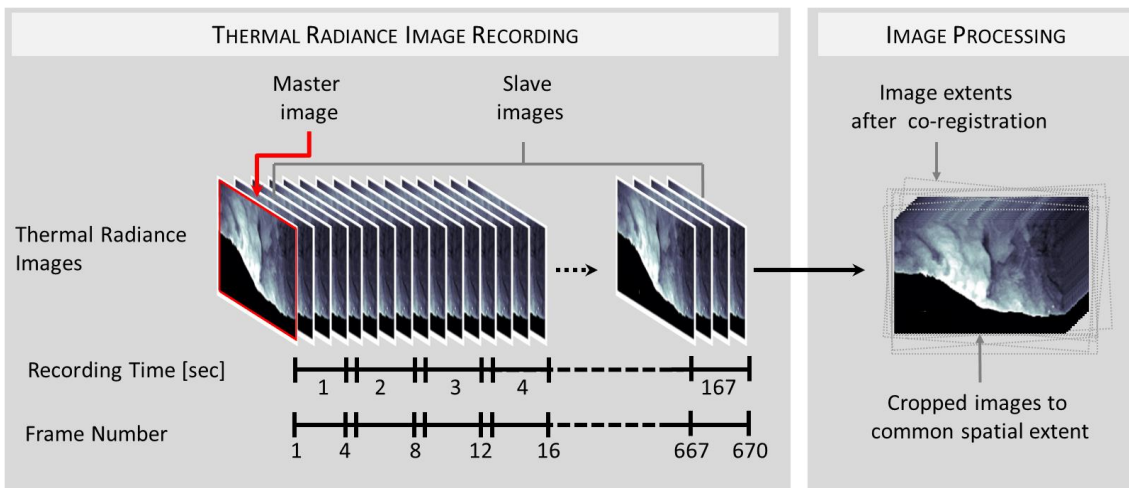 THERMAL RADIANCE IMAGE RECORDING
Master
image
Slave
images
Thermal Radiance
Images
Recording Time [sec]
1 2 3 4 167
Frame Number
1 4 8 12 16 667 670
IMAGE PROCESSING
Image extents
after co-registration
Cropped images to
common spatial extent